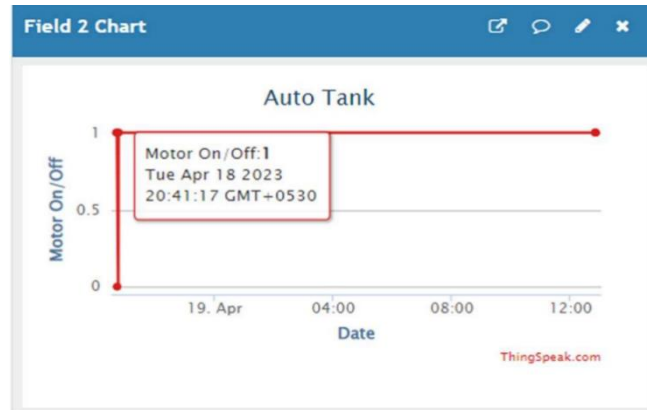 Field 2 Chart
Auto Tank
Motor On/Off
1
0.5
0
Motor On/Off:1
Tue Apr 18 2023
20:41:17 GMT+0530
19. Apr
04:00
08:00
12:00
Date
ThingSpeak.com